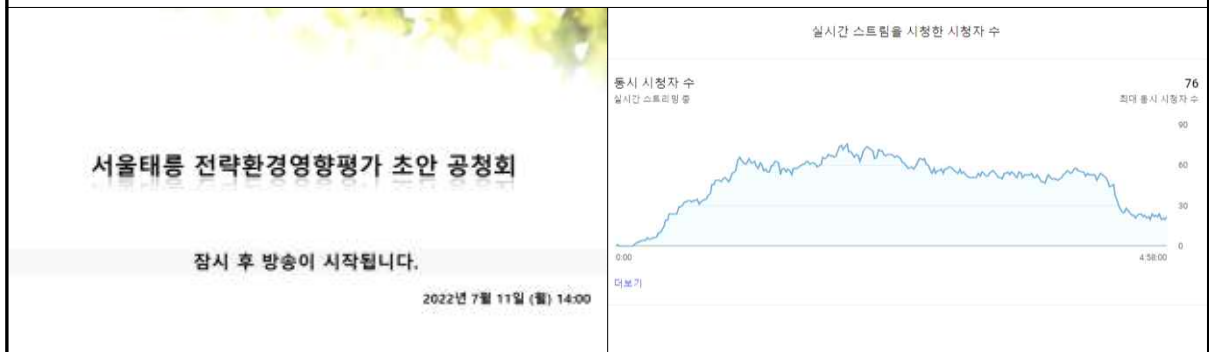 서울태릉 전략환경영향평가 초안 공청회
잠시 후 방송이 시작됩니다.
2022년 7월 11일 (월) 14:00
실시간 스트림을 시청한 시청자 수
동시 시청자 수
실시간 스트리밍 중
76
최대 동시 시청자 수
90
60
30
0
0:00
4:58:00
더보기